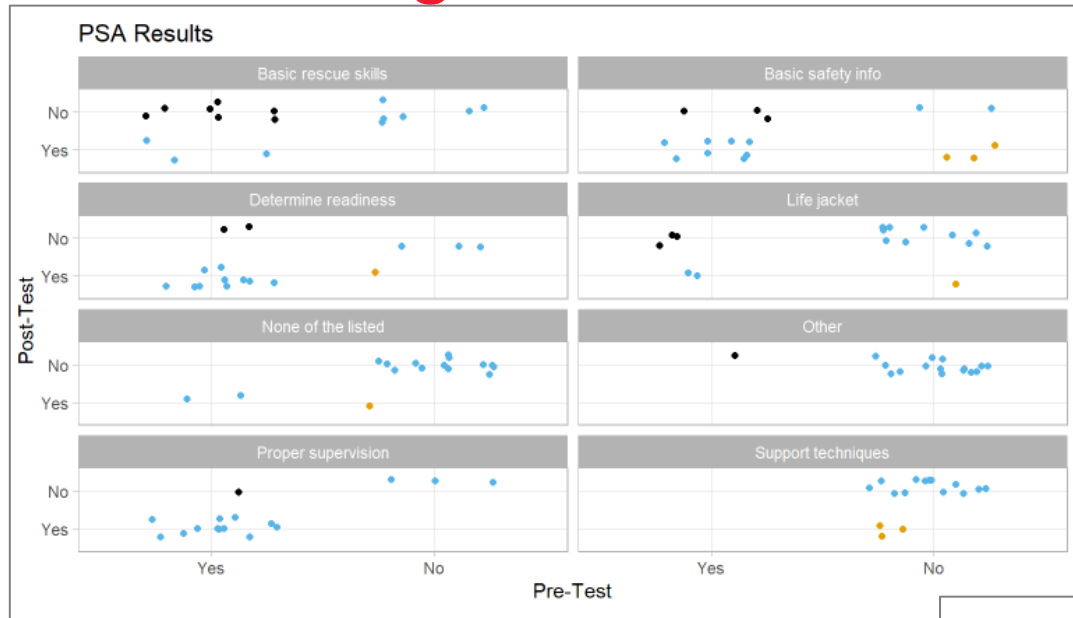 PSA Results
Basic rescue skills
Basic safety info
No
Yes
Determine readiness
Life jacket
No
Yes
None of the listed
Other
No
Yes
Proper supervision
Support techniques
No
Yes
Post-Test
Yes
No
Yes
No
Pre-Test